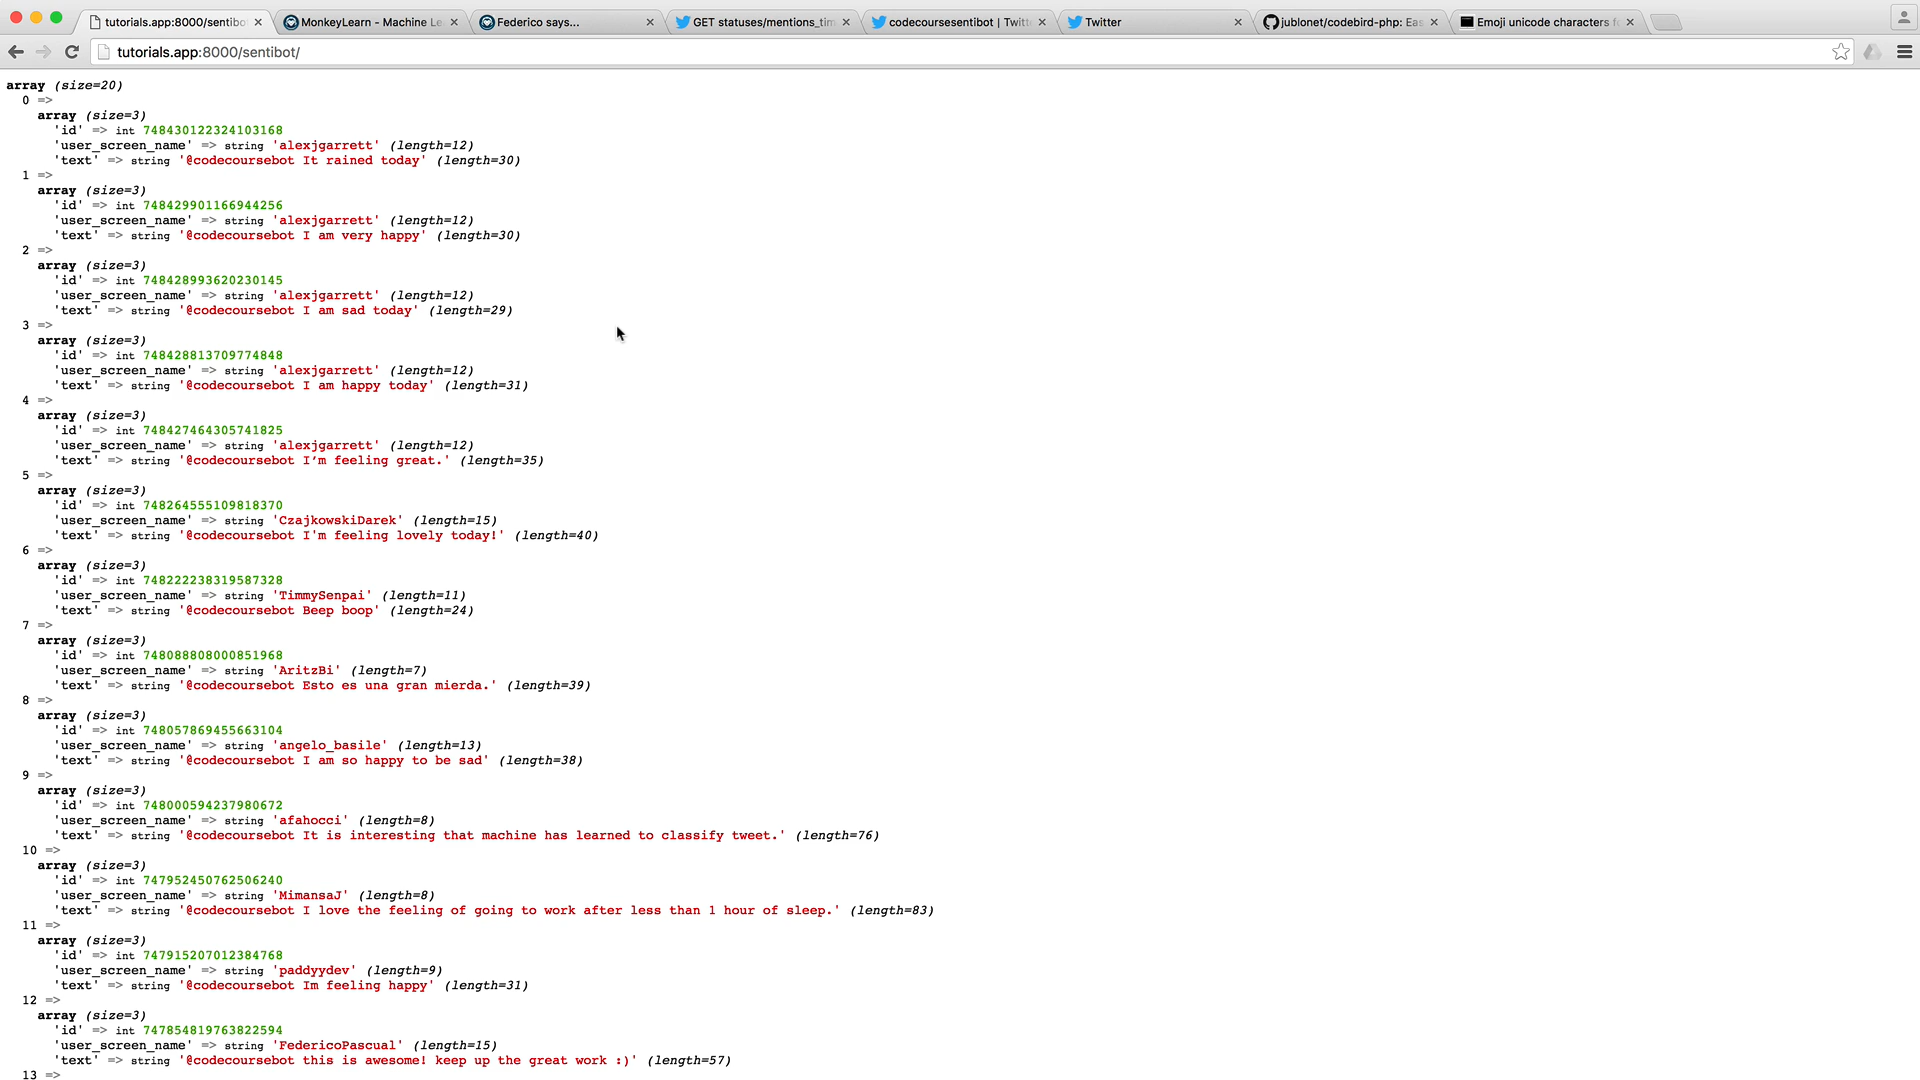 tutorials.app:8000/sentibo
MonkeyLearn - Machine Le
Federico says...
GET statuses/mentions_tim
codecoursesentibot | Twitte
Twitter
jublonet/codebird-php: Eas
Emoji unicode characters f
tutorials.app:8000/sentibot/
array (size=20)
0 =>
array (size=3)
'id' => int 748430122324103168
'user_screen_name' => string 'alexjgarrett' (length=12)
'text' => string '@codecoursebot It rained today' (length=30)
1 =>
array (size=3)
'id' => int 748429901166944256
'user_screen_name' => string 'alexjgarrett' (length=12)
'text' => string '@codecoursebot I am very happy' (length=30)
2 =>
array (size=3)
'id' => int 748428993620230145
'user_screen_name' => string 'alexjgarrett' (length=12)
'text' => string '@codecoursebot I am sad today' (length=29)
3 =>
array (size=3)
'id' => int 748428813709774848
'user_screen_name' => string 'alexjgarrett' (length=12)
'text' => string '@codecoursebot I am happy today' (length=31)
4 =>
array (size=3)
'id' => int 748427464305741825
'user_screen_name' => string 'alexjgarrett' (length=12)
'text' => string '@codecoursebot I’m feeling great.' (length=35)
5 =>
array (size=3)
'id' => int 748264555109818370
'user_screen_name' => string 'CzajkowskiDarek' (length=15)
'text' => string '@codecoursebot I'm feeling lovely today!' (length=40)
6 =>
array (size=3)
'id' => int 748222238319587328
'user_screen_name' => string 'TimmySenpai' (length=11)
'text' => string '@codecoursebot Beep boop' (length=24)
7 =>
array (size=3)
'id' => int 748088808000851968
'user_screen_name' => string 'AritzBi' (length=7)
'text' => string '@codecoursebot Esto es una gran mierda.' (length=39)
8 =>
array (size=3)
'id' => int 748057869455663104
'user_screen_name' => string 'angelo_basile' (length=13)
'text' => string '@codecoursebot I am so happy to be sad' (length=38)
9 =>
array (size=3)
'id' => int 748000594237980672
'user_screen_name' => string 'afahocci' (length=8)
'text' => string '@codecoursebot It is interesting that machine has learned to classify tweet.' (length=76)
10 =>
array (size=3)
'id' => int 747952450762506240
'user_screen_name' => string 'MimansaJ' (length=8)
'text' => string '@codecoursebot I love the feeling of going to work after less than 1 hour of sleep.' (length=83)
11 =>
array (size=3)
'id' => int 747915207012384768
'user_screen_name' => string 'paddyydev' (length=9)
'text' => string '@codecoursebot Im feeling happy' (length=31)
12 =>
array (size=3)
'id' => int 747854819763822594
'user_screen_name' => string 'FedericoPascual' (length=15)
'text' => string '@codecoursebot this is awesome! keep up the great work :)' (length=57)
13 =>